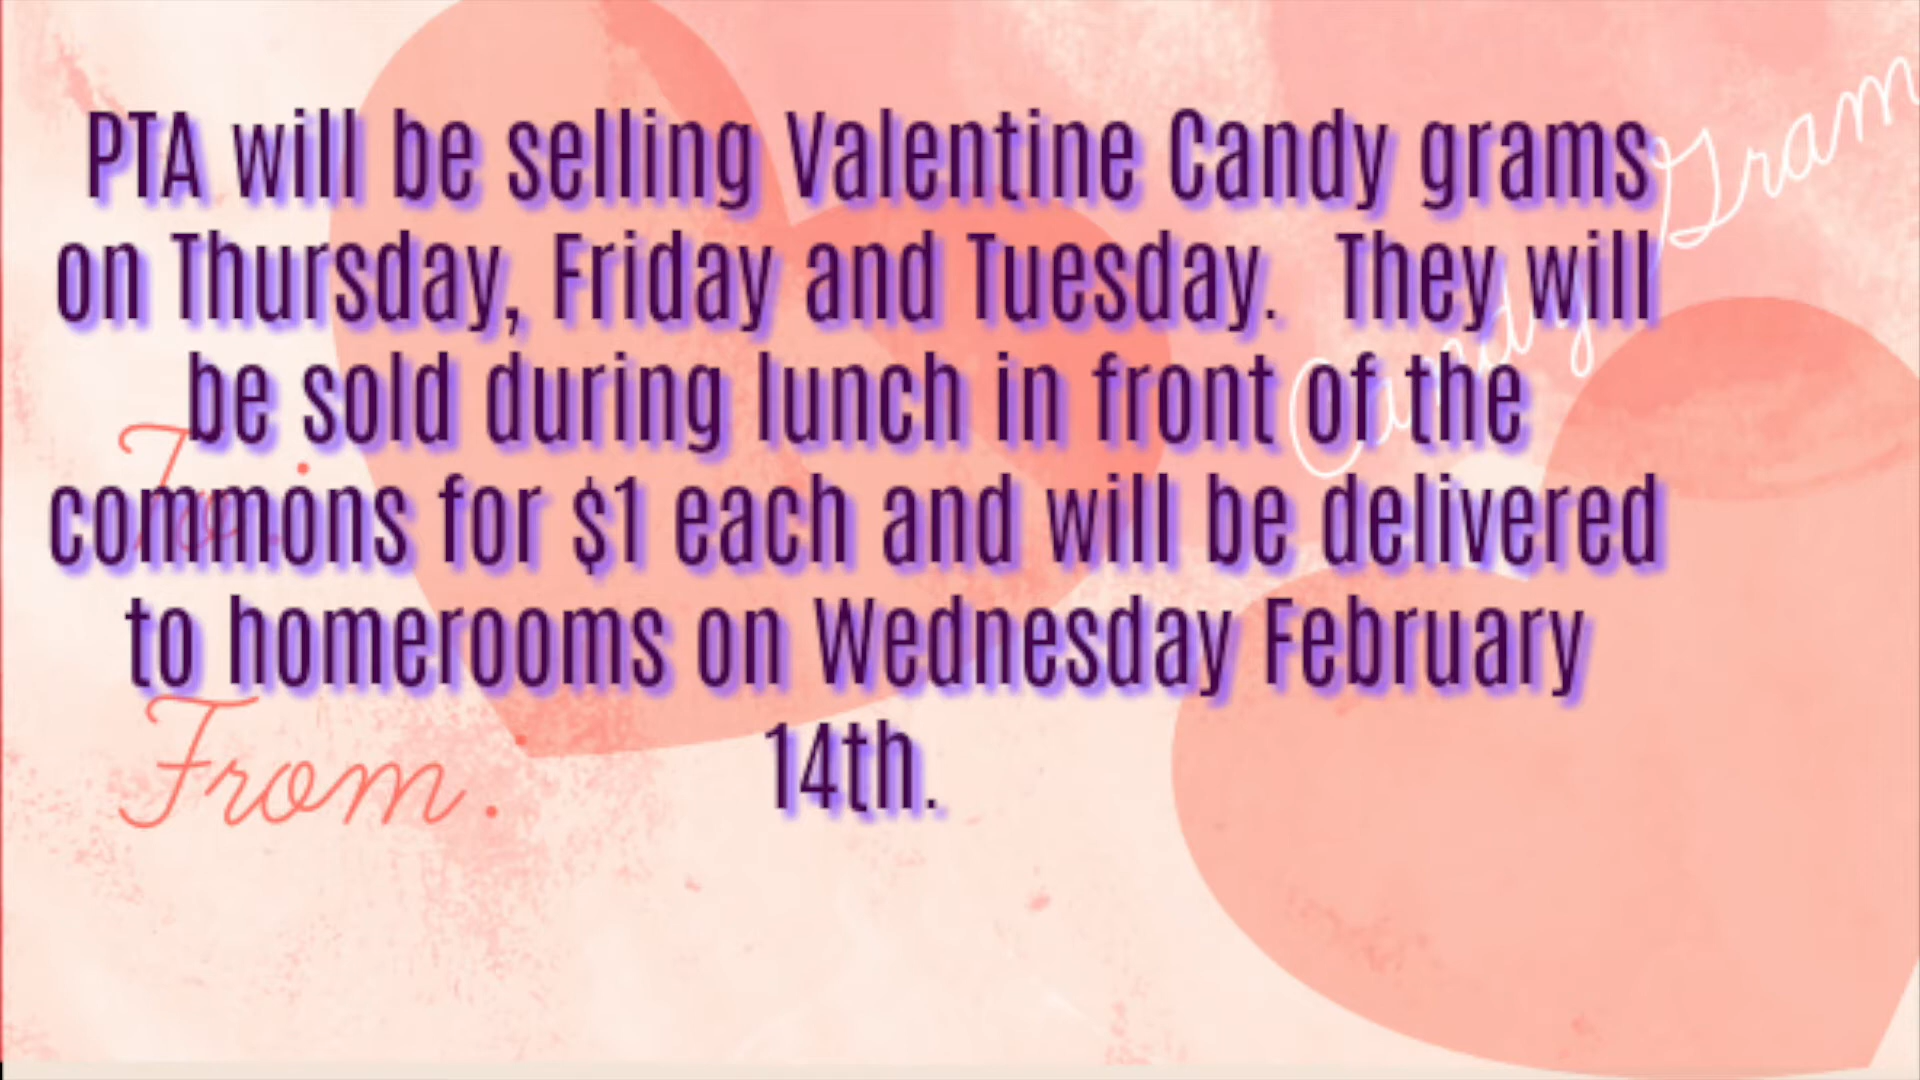 PTA will be selling Valentine Candy grams
on Thursday, Friday and Tuesday.  They will
be sold during lunch in front of the
commons for $1 each and will be delivered
to homerooms on Wednesday February
14th.
Candy Gram
To:
From: